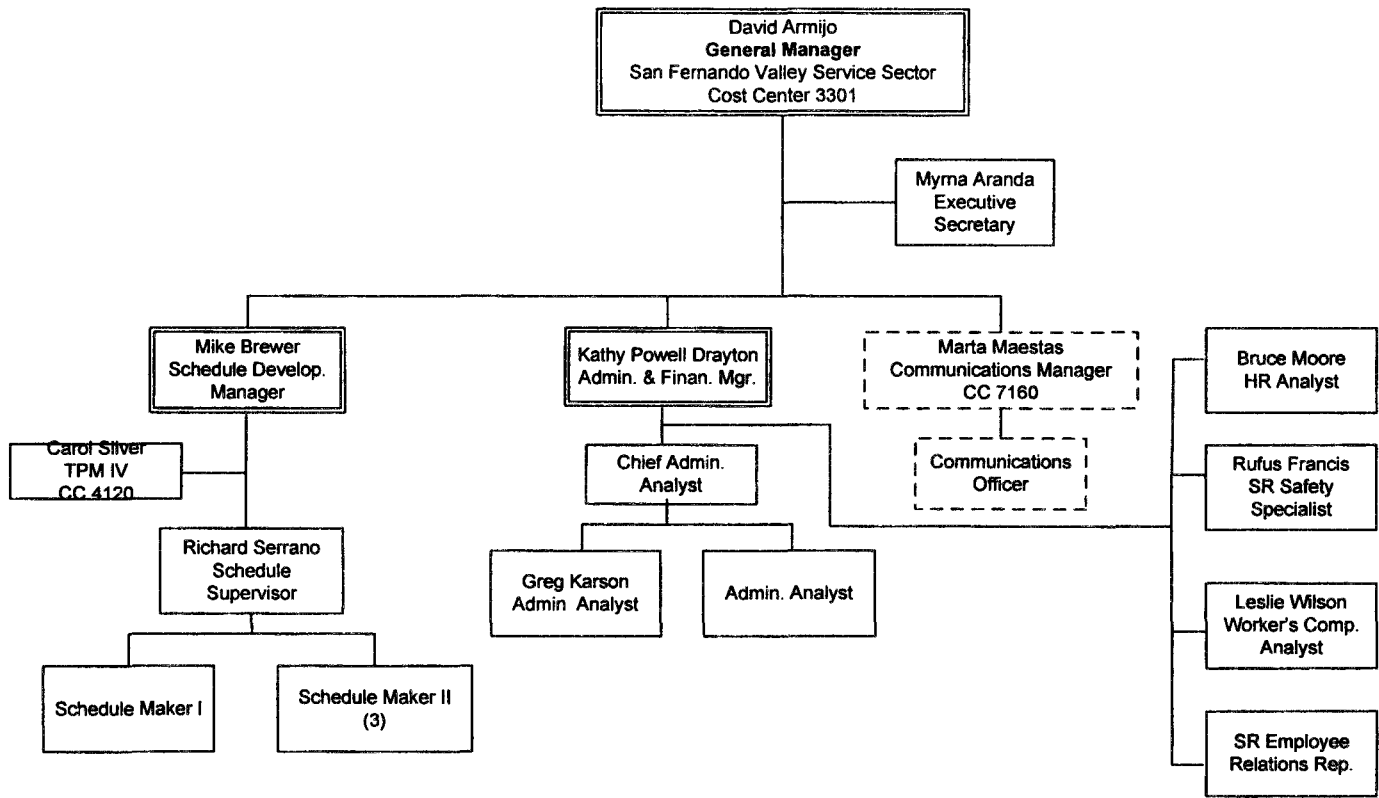 David Armijo
General Manager
San Fernando Valley Service Sector
Cost Center 3301
Myrna Aranda
Executive
Secretary
Mike Brewer
Schedule Develop.
Manager
Kathy Powell Drayton
Admin. & Finan. Mgr.
Marta Maestas
Communications Manager
CC 7160
Bruce Moore
HR Analyst
Carol Silver
TPM IV
CC 4120
Chief Admin.
Analyst
Communications
Officer
Rufus Francis
SR Safety
Specialist
Richard Serrano
Schedule
Supervisor
Greg Karson
Admin Analyst
Admin. Analyst
Leslie Wilson
Worker's Comp.
Analyst
Schedule Maker I
Schedule Maker II
(3)
SR Employee
Relations Rep.